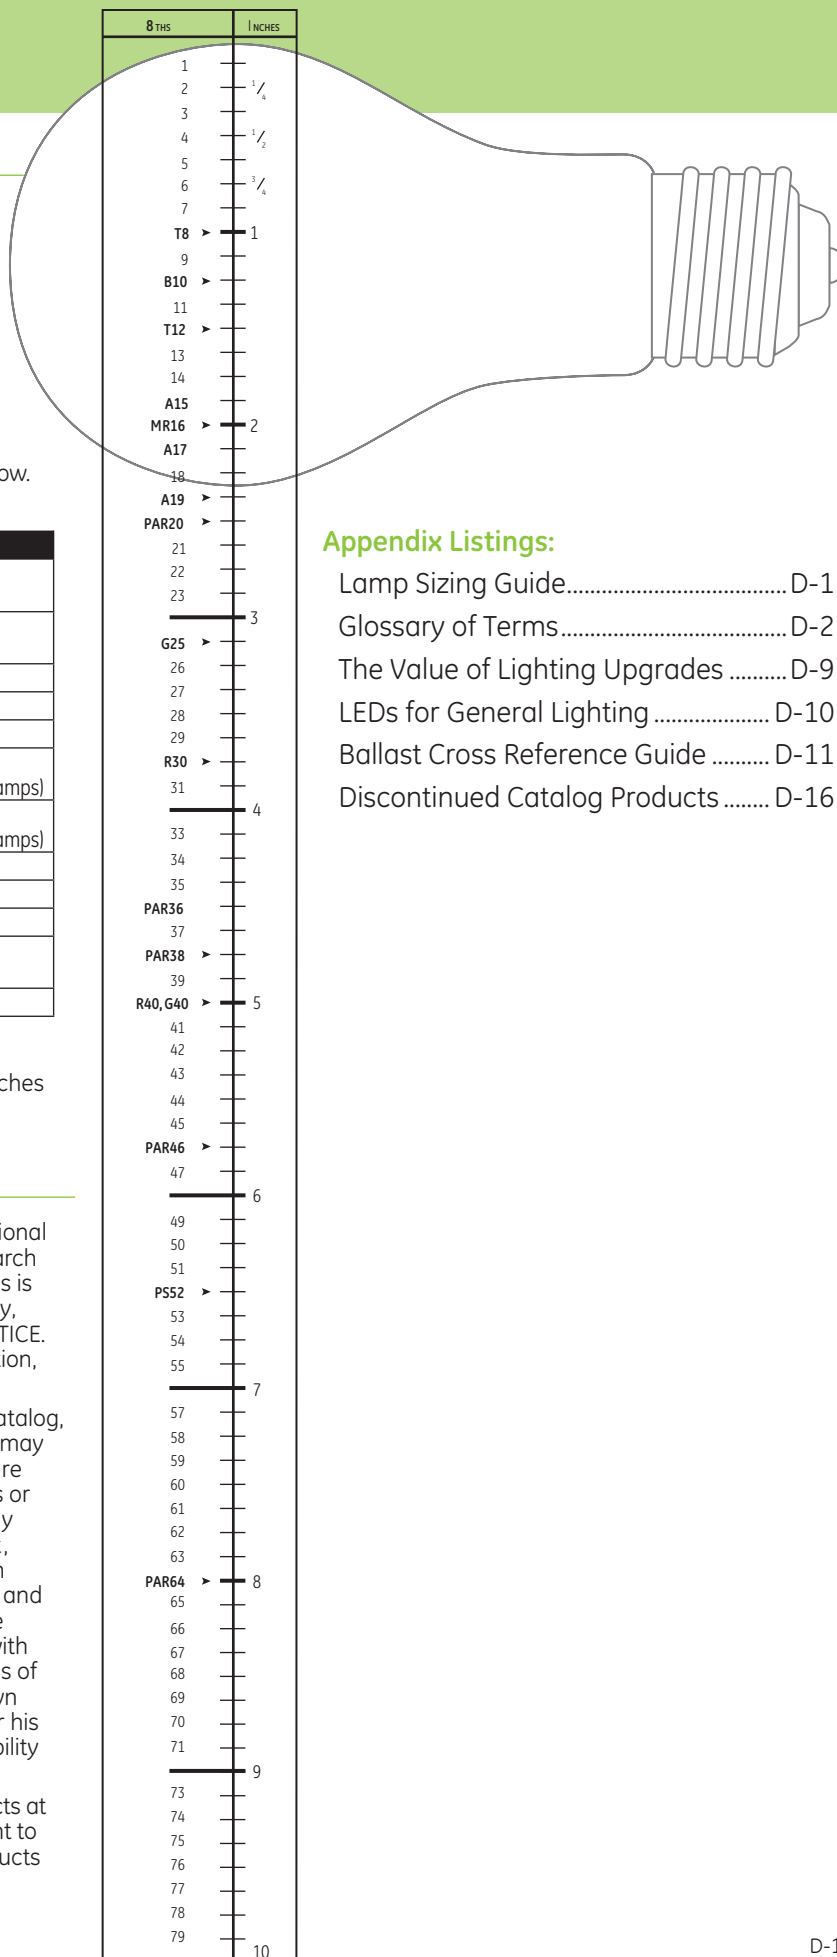 8 THS INCHES
1
2 1/4
3
4 1/2
5
6 3/4
7
T8 ➤ 1
9
B10 ➤
11
T12 ➤
13
14
A15
MR16 ➤ 2
A17
18
A19 ➤
PAR20 ➤
21
22
23
3
G25 ➤
26
27
28
29
R30 ➤
31
4
33
34
35
PAR36
37
PAR38 ➤
39
R40, G40 ➤ 5
41
42
43
44
45
PAR46 ➤
47
6
49
50
51
PS52 ➤
53
54
55
7
57
58
59
60
61
62
63
PAR64 ➤ 8
65
66
67
68
69
70
71
9
73
74
75
76
77
78
79
10
ow.
amps)
amps)
ches
ional
arch
s is
y,
TICE.
ion,
atalog,
may
re
s or
y
,
n
and
e
with
s of
wn
r his
bility
cts at
nt to
ucts
Appendix Listings:
Lamp Sizing Guide..................................D-1
Glossary of Terms...................................D-2
The Value of Lighting Upgrades ..........D-9
LEDs for General Lighting .................... D-10
Ballast Cross Reference Guide .......... D-11
Discontinued Catalog Products ........ D-16
D-1